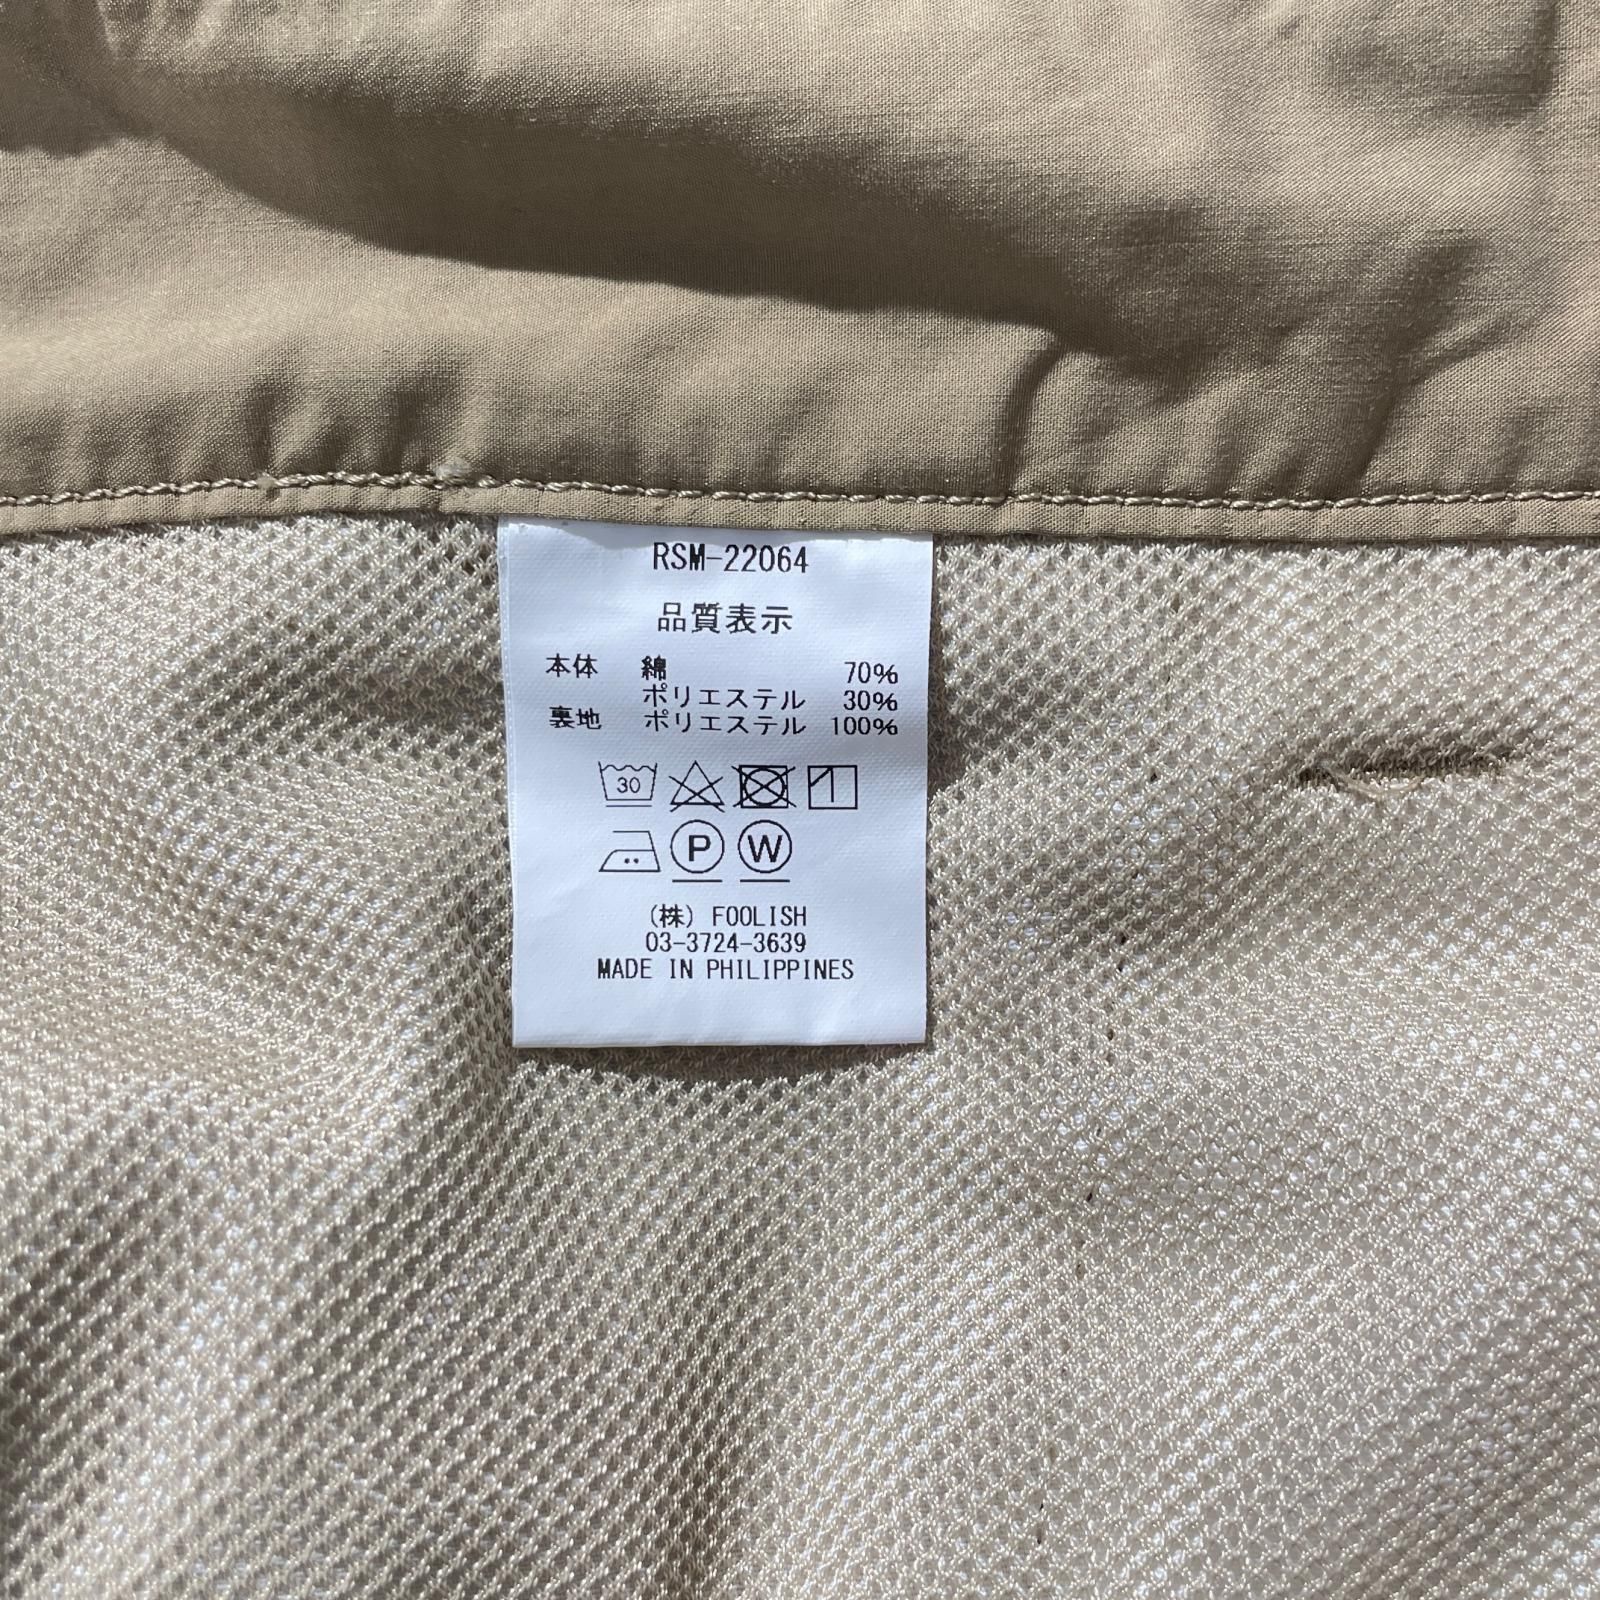 RSM-22064
品質表示
本体 綿 70%
ポリエステル 30%
裏地 ポリエステル 100%
30
P W
(株) FOOLISH
03-3724-3639
MADE IN PHILIPPINES